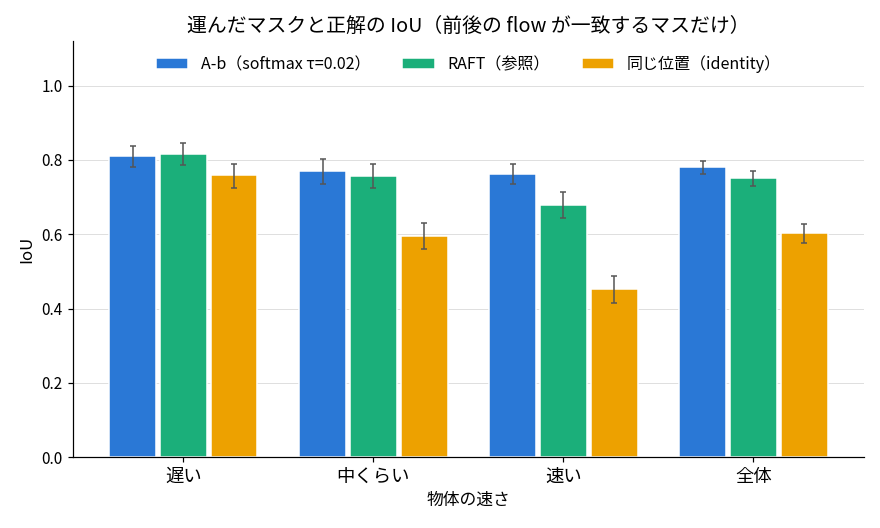 運んだマスクと正解の IoU（前後の flow が一致するマスだけ）
A-b（softmax τ=0.02） RAFT（参照） 同じ位置（identity）
IoU
1.0
0.8
0.6
0.4
0.2
0.0
遅い 中くらい 速い 全体
物体の速さ